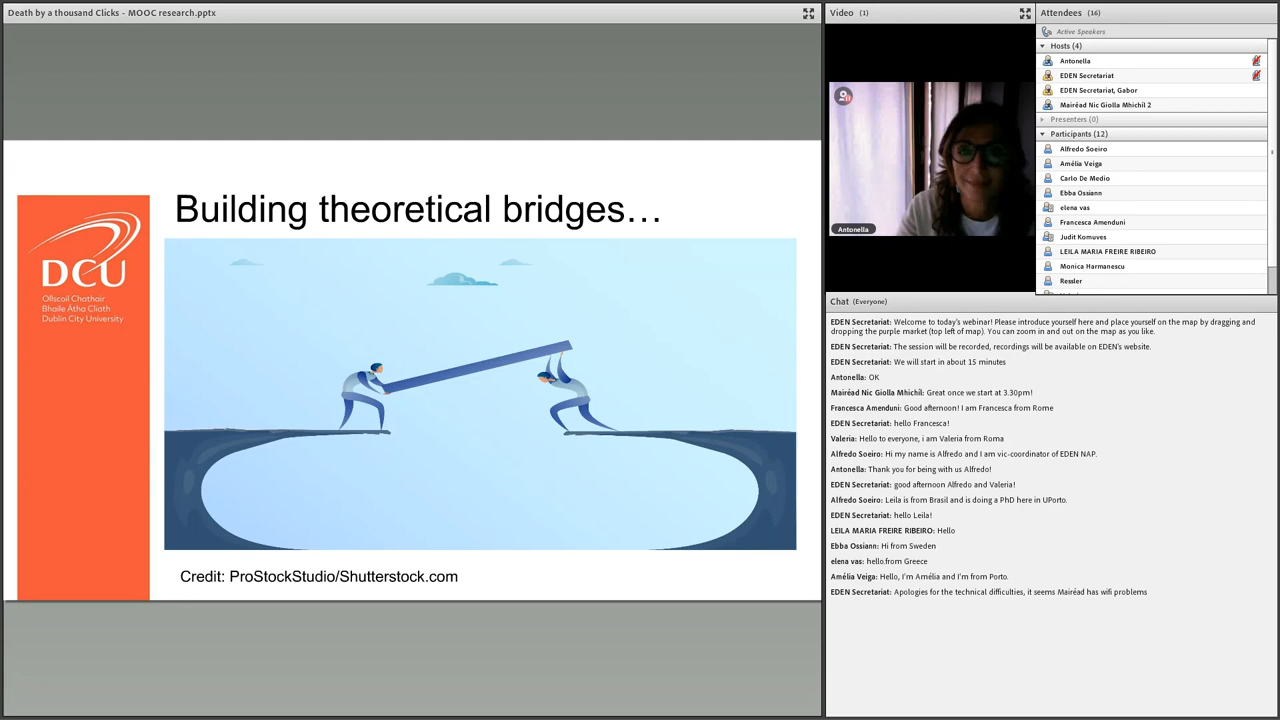 Death by a thousand Clicks - MOOC research.pptx
Building theoretical bridges…
DCU
Ollscoil Chathair
Bhaile Átha Cliath
Dublin City University
Credit: ProStockStudio/Shutterstock.com
Video (1)
Antonella
Attendees (16)
Active Speakers
Hosts (4)
Antonella
EDEN Secretariat
EDEN Secretariat, Gabor
Mairéad Nic Giolla Mhichíl 2
Presenters (0)
Participants (12)
Alfredo Soeiro
Amélia Veiga
Carlo De Medio
Ebba Ossiann
elena vas
Francesca Amenduni
Judit Komuves
LEILA MARIA FREIRE RIBEIRO
Monica Harmanescu
Ressler
Chat (Everyone)
EDEN Secretariat: Welcome to today's webinar! Please introduce yourself here and place yourself on the map by dragging and
dropping the purple market (top left of map). You can zoom in and out on the map as you like.
EDEN Secretariat: The session will be recorded, recordings will be available on EDEN's website.
EDEN Secretariat: We will start in about 15 minutes
Antonella: OK
Mairéad Nic Giolla Mhichíl: Great once we start at 3.30pm!
Francesca Amenduni: Good afternoon! I am Francesca from Rome
EDEN Secretariat: hello Francesca!
Valeria: Hello to everyone, i am Valeria from Roma
Alfredo Soeiro: Hi my name is Alfredo and I am vic-coordinator of EDEN NAP.
Antonella: Thank you for being with us Alfredo!
EDEN Secretariat: good afternoon Alfredo and Valeria!
Alfredo Soeiro: Leila is from Brasil and is doing a PhD here in UPorto.
EDEN Secretariat: hello Leila!
LEILA MARIA FREIRE RIBEIRO: Hello
Ebba Ossiann: Hi from Sweden
elena vas: hello.from Greece
Amélia Veiga: Hello, I'm Amélia and I'm from Porto.
EDEN Secretariat: Apologies for the technical difficulties, it seems Mairéad has wifi problems